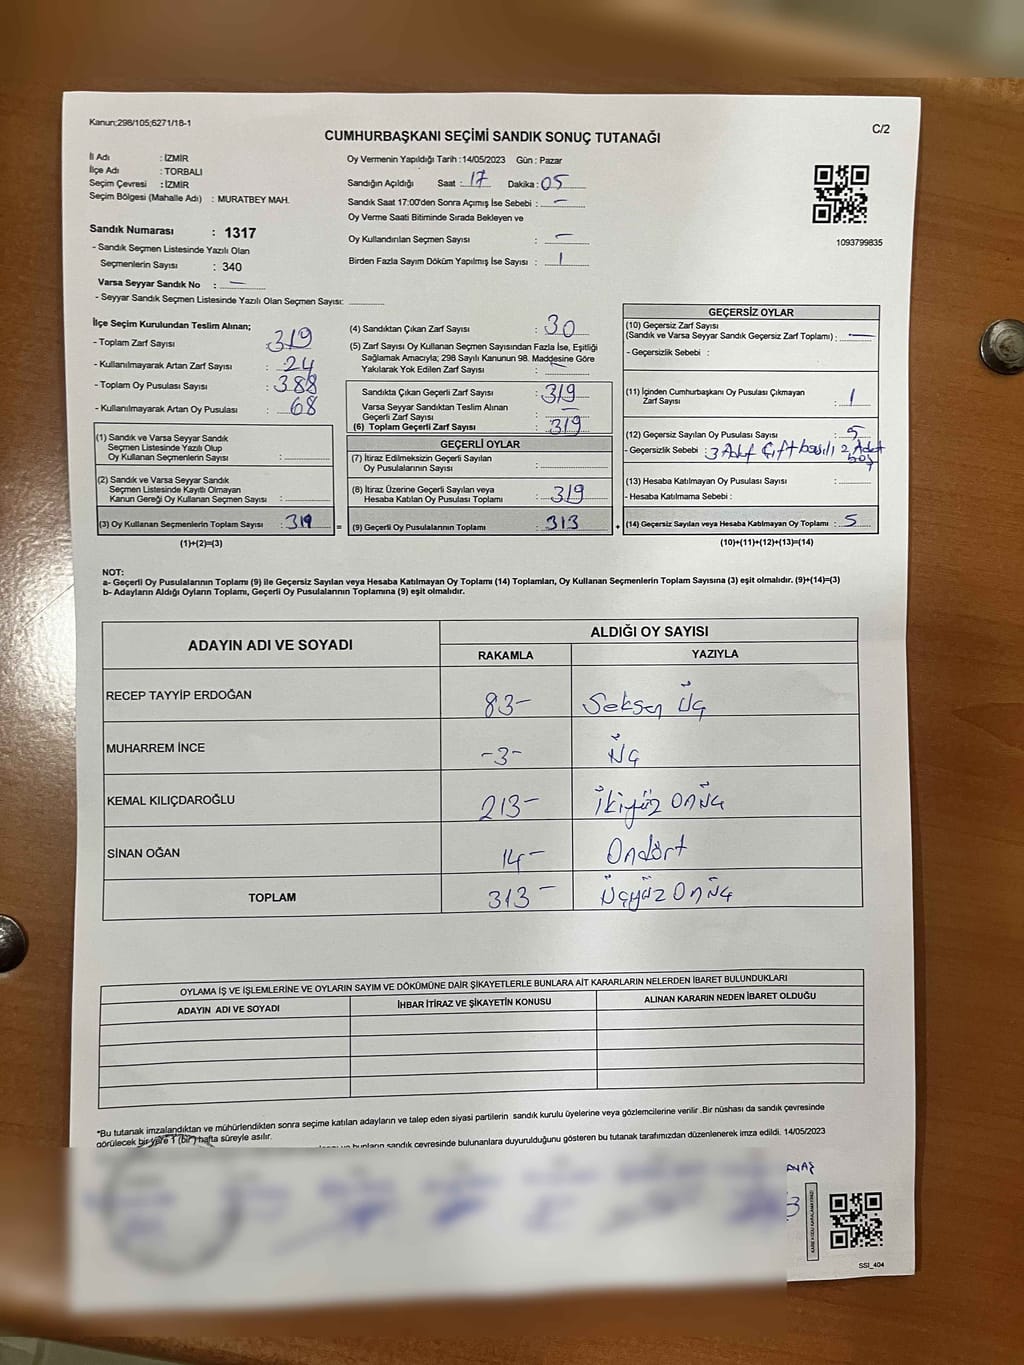 Kanun;298/105;6271/18-1
C/2
CUMHURBAŞKANI SEÇİMİ SANDIK SONUÇ TUTANAĞI
İl Adı : İZMİR
İlçe Adı : TORBALI
Seçim Çevresi : İZMİR
Seçim Bölgesi (Mahalle Adı) : MURATBEY MAH.
Sandık Numarası : 1317
- Sandık Seçmen Listesinde Yazılı Olan
Seçmenlerin Sayısı : 340
Varsa Seyyar Sandık No : —
- Seyyar Sandık Seçmen Listesinde Yazılı Olan Seçmen Sayısı:
Oy Vermenin Yapıldığı Tarih :14/05/2023 Gün : Pazar
Sandığın Açıldığı Saat : 17 Dakika : 05
Sandık Saat 17:00'den Sonra Açımış İse Sebebi : —
Oy Verme Saati Bitiminde Sırada Bekleyen ve
Oy Kullandırılan Seçmen Sayısı : —
Birden Fazla Sayım Döküm Yapılmış İse Sayısı : 1
1093799835
İlçe Seçim Kurulundan Teslim Alınan;
- Toplam Zarf Sayısı : 319
- Kullanılmayarak Artan Zarf Sayısı : 24
- Toplam Oy Pusulası Sayısı : 388
- Kullanılmayarak Artan Oy Pusulası : 68
(1) Sandık ve Varsa Seyyar Sandık
Seçmen Listesinde Yazılı Olup
Oy Kullanan Seçmenlerin Sayısı :
(2) Sandık ve Varsa Seyyar Sandık
Seçmen Listesinde Kayıtlı Olmayan
Kanun Gereği Oy Kullanan Seçmen Sayısı :
(3) Oy Kullanan Seçmenlerin Toplam Sayısı : 319 =
(1)+(2)=(3)
(4) Sandıktan Çıkan Zarf Sayısı : 30
(5) Zarf Sayısı Oy Kullanan Seçmen Sayısından Fazla İse, Eşitliği
Sağlamak Amacıyla; 298 Sayılı Kanunun 98. Maddesine Göre
Yakılarak Yok Edilen Zarf Sayısı : —
Sandıkta Çıkan Geçerli Zarf Sayısı : 319
Varsa Seyyar Sandıktan Teslim Alınan
Geçerli Zarf Sayısı : —
(6) Toplam Geçerli Zarf Sayısı : 319
GEÇERLİ OYLAR
(7) İtiraz Edilmeksizin Geçerli Sayılan
Oy Pusulalarının Sayısı :
(8) İtiraz Üzerine Geçerli Sayılan veya
Hesaba Katılan Oy Pusulası Sayısı : 319
(9) Geçerli Oy Pusulalarının Toplamı : 313 +
GEÇERSİZ OYLAR
(10) Geçersiz Zarf Sayısı
(Sandık ve Varsa Seyyar Sandık Geçersiz Zarf Toplamı) : —
- Geçersizlik Sebebi :
(11) İçinden Cumhurbaşkanı Oy Pusulası Çıkmayan
Zarf Sayısı : 1
(12) Geçersiz Sayılan Oy Pusulası Sayısı : 5
- Geçersizlik Sebebi : 3 Adet Çift basılı 2 Adet
boş
(13) Hesaba Katılmayan Oy Pusulası Sayısı :
- Hesaba Katılmama Sebebi :
(14) Geçersiz Sayılan veya Hesaba Katılmayan Oy Toplamı : 5
(10)+(11)+(12)+(13)=(14)
NOT:
a- Geçerli Oy Pusulalarının Toplamı (9) ile Geçersiz Sayılan veya Hesaba Katılmayan Oy Toplamı (14) Toplamları, Oy Kullanan Seçmenlerin Toplam Sayısına (3) eşit olmalıdır. (9)+(14)=(3)
b- Adayların Aldığı Oyların Toplamı, Geçerli Oy Pusulalarının Toplamına (9) eşit olmalıdır.
ADAYIN ADI VE SOYADI
ALDIĞI OY SAYISI
RAKAMLA YAZIYLA
RECEP TAYYİP ERDOĞAN 83- Seksen Üç
MUHARREM İNCE -3- Üç
KEMAL KILIÇDAROĞLU 213- İkiyüz Onüç
SİNAN OĞAN 14- Ondört
TOPLAM 313- Üçyüz Onüç
OYLAMA İŞ VE İŞLEMLERİNE VE OYLARIN SAYIM VE DÖKÜMÜNE DAİR ŞİKAYETLERLE BUNLARA AİT KARARLARIN NELERDEN İBARET BULUNDUKLARI
ADAYIN ADI VE SOYADI İHBAR İTİRAZ VE ŞİKAYETİN KONUSU ALINAN KARARIN NEDEN İBARET OLDUĞU
*Bu tutanak imzalandıktan ve mühürlendikten sonra seçime katılan adayların ve talep eden siyasi partilerin sandık kurulu üyelerine veya gözlemcilerine verilir .Bir nüshası da sandık çevresinde
görülecek bir yere 1 (bir) hafta süreyle asılır.
bunların sandık çevresinde bulunanlara duyurulduğunu gösteren bu tutanak tarafımızdan düzenlenerek imza edildi. 14/05/2023
3
SSI_404